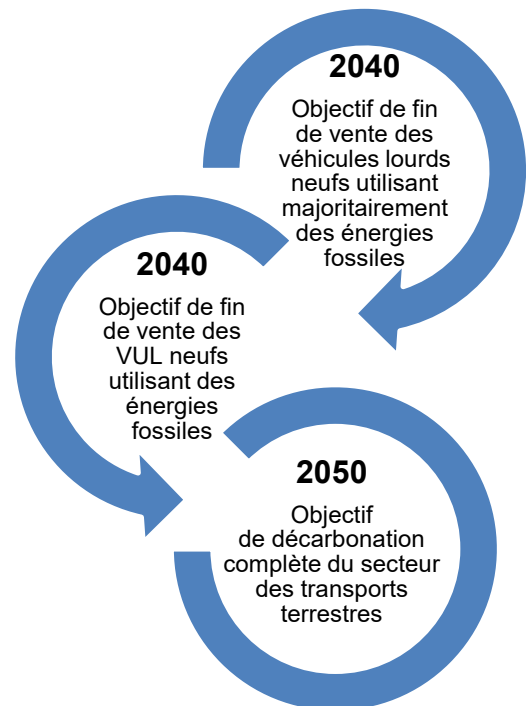 2040
Objectif de fin
de vente des
véhicules lourds
neufs utilisant
majoritairement
des énergies
fossiles
2040
Objectif de fin
de vente des
VUL neufs
utilisant des
énergies
fossiles
2050
Objectif
de décarbonation
complète du secteur
des transports
terrestres